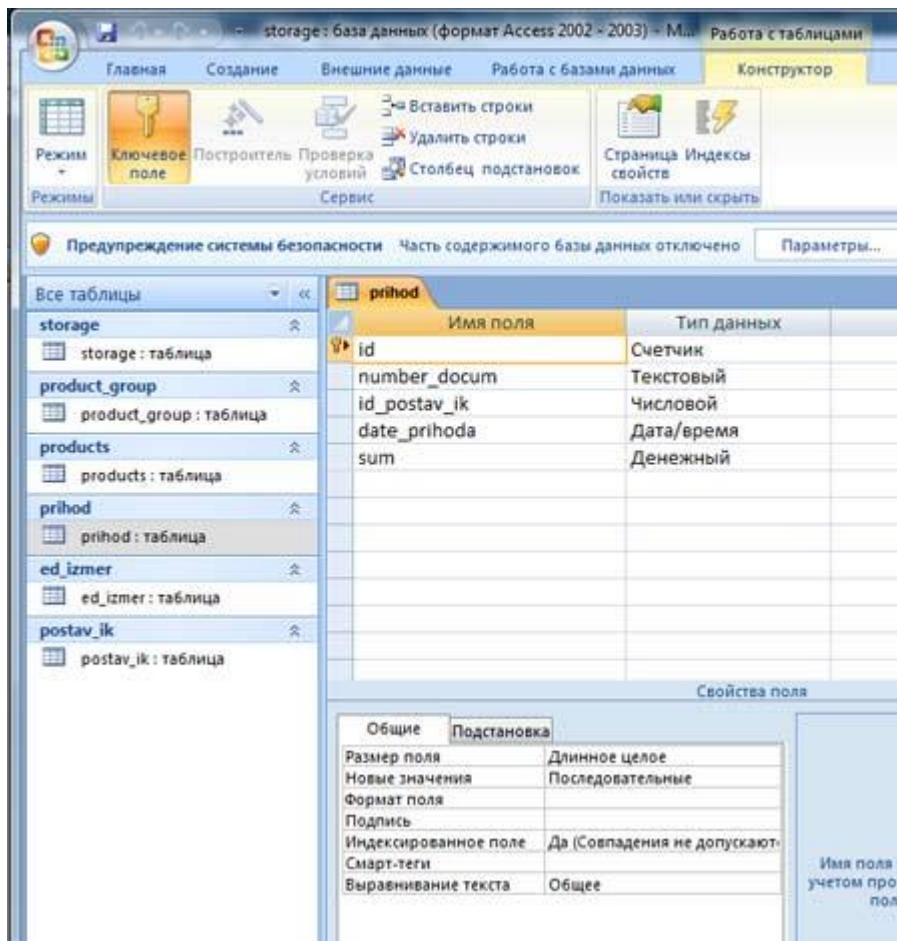 storage : база данных (формат Access 2002 - 2003) - M...
Работа с таблицами
Главная
Создание
Внешние данные
Работа с базами данных
Конструктор
Режим
Ключевое поле
Построитель
Проверка условий
Вставить строки
Удалить строки
Столбец подстановок
Страница свойств
Индексы
Режимы
Сервис
Показать или скрыть
Предупреждение системы безопасности Часть содержимого базы данных отключено Параметры...
Все таблицы
storage
storage : таблица
product_group
product_group : таблица
products
products : таблица
prihod
prihod : таблица
ed_izmer
ed_izmer : таблица
postav_ik
postav_ik : таблица
prihod
Имя поля Тип данных
id Счетчик
number_docum Текстовый
id_postav_ik Числовой
date_prihoda Дата/время
sum Денежный
Свойства поля
Общие Подстановка
Размер поля Длинное целое
Новые значения Последовательные
Формат поля
Подпись
Индексированное поле Да (Совпадения не допускают
Смарт-теги
Выравнивание текста Общее
Имя поля
учетом про
пол